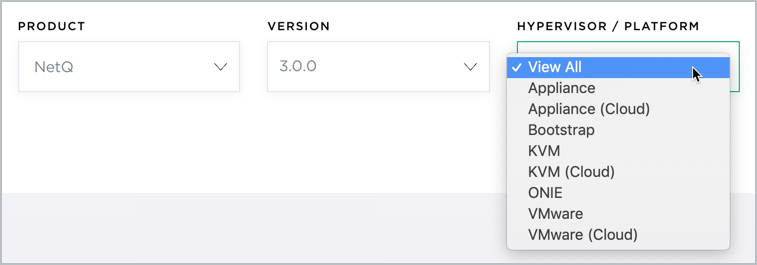 PRODUCT
VERSION
HYPERVISOR / PLATFORM
NetQ
3.0.0
View All
Appliance
Appliance (Cloud)
Bootstrap
KVM
KVM (Cloud)
ONIE
VMware
VMware (Cloud)